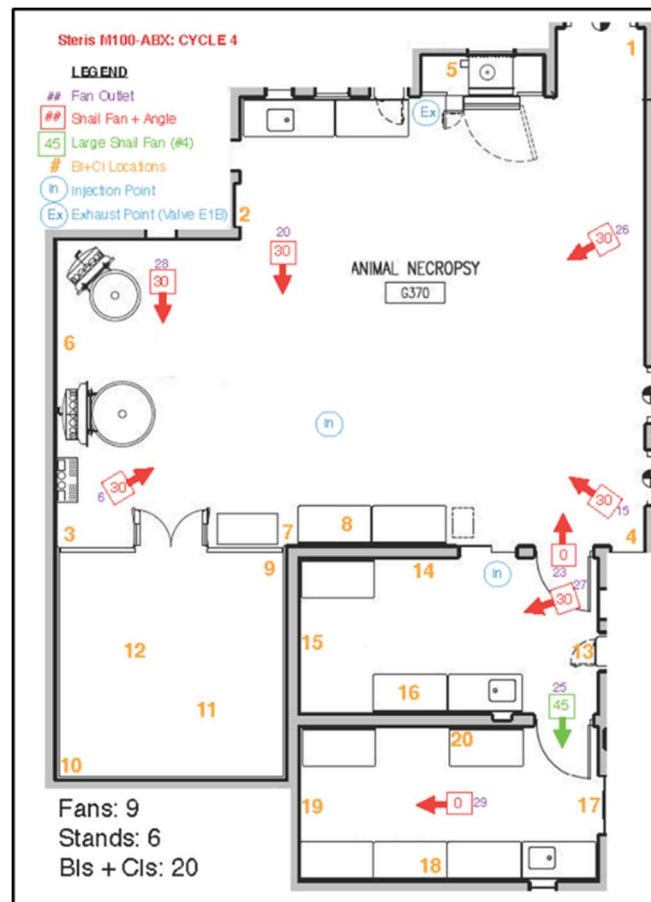 Steris M100-ABX: CYCLE 4
LEGEND
## Fan Outlet
## Snail Fan + Angle
45 Large Snail Fan (#4)
# BI+CI Locations
In Injection Point
Ex Exhaust Point (Valve E1B)
1
5
Ex
2
20
30
26
30
28
30
ANIMAL NECROPSY
G370
6
In
6
30
30
15
3
7
8
4
0
9
14
In
23
27
30
12
15
13
11
16
25
45
10
20
19
0
29
17
18
Fans: 9
Stands: 6
BIs + CIs: 20